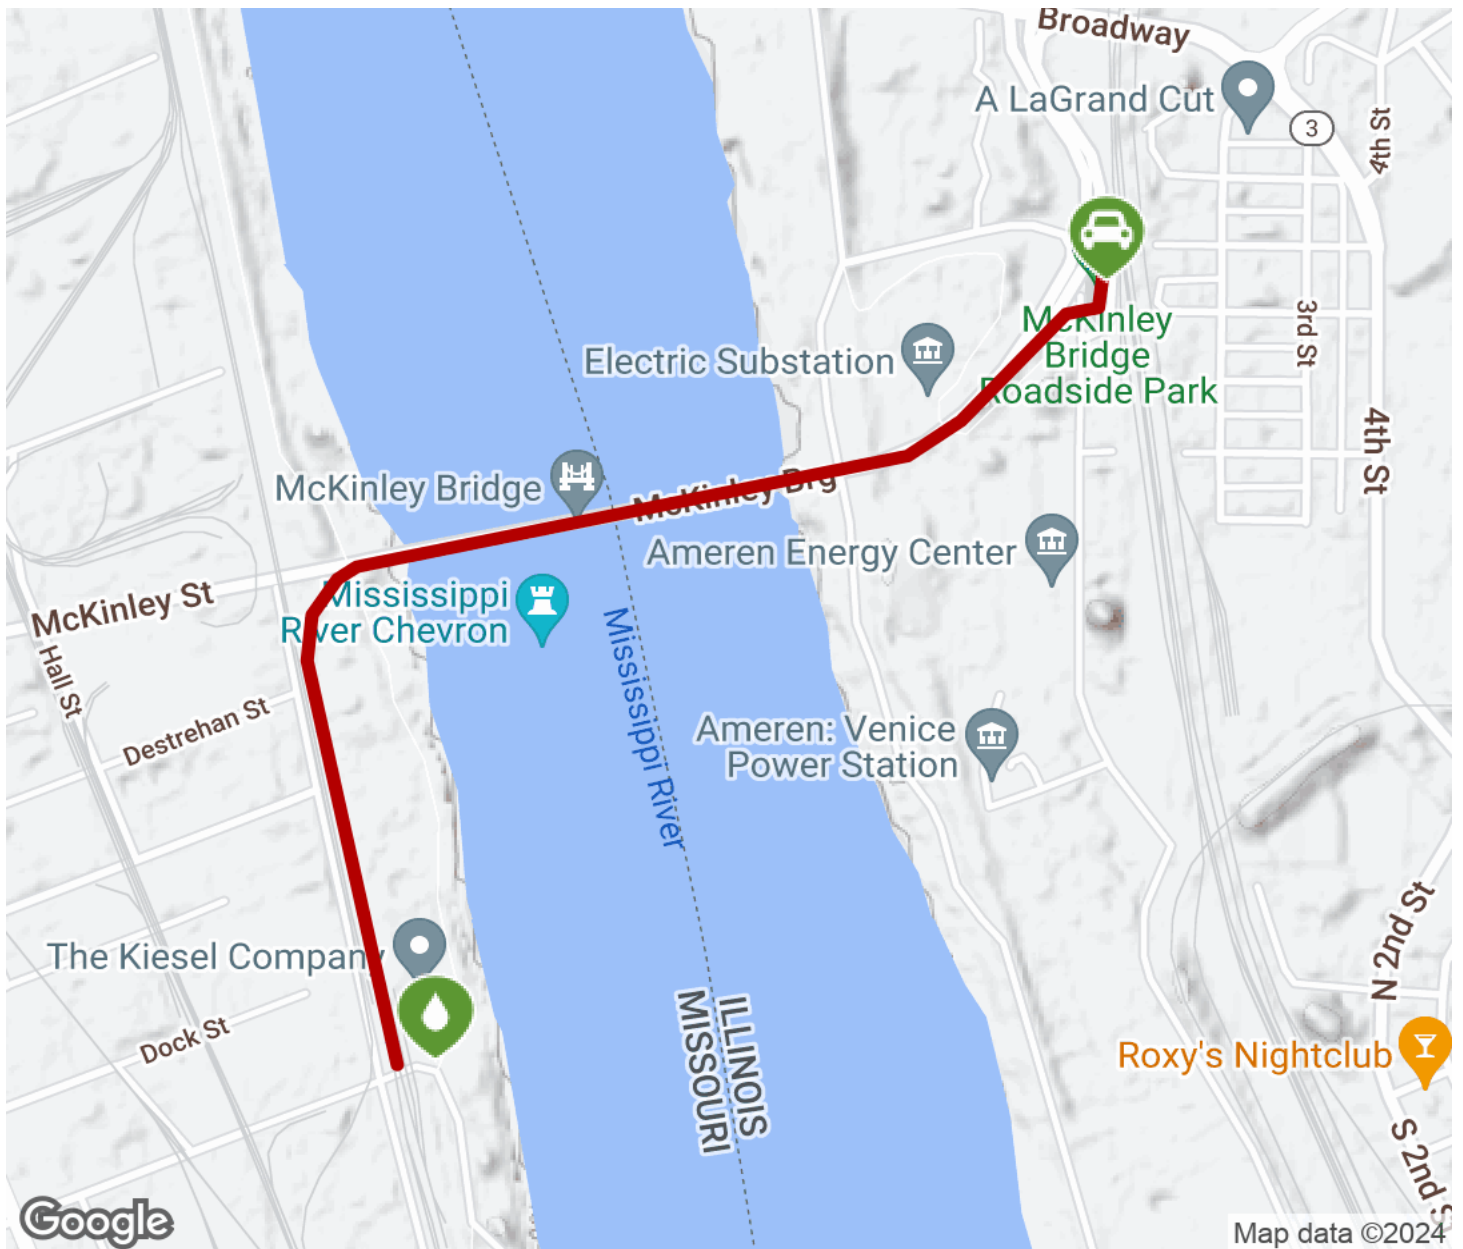 Broadway
A LaGrand Cut
3
4th St
McKinley
Bridge
Roadside Park
3rd St
Electric Substation
4th St
McKinley Bridge
McKinley Brg
Ameren Energy Center
McKinley St
Mississippi
River Chevron
Hall St
Mississippi River
Destrehan St
Ameren: Venice
Power Station
The Kiesel Company
N 2nd St
Dock St
ILLINOIS
MISSOURI
Roxy's Nightclub
S 2nd S
Google
Map data ©2024